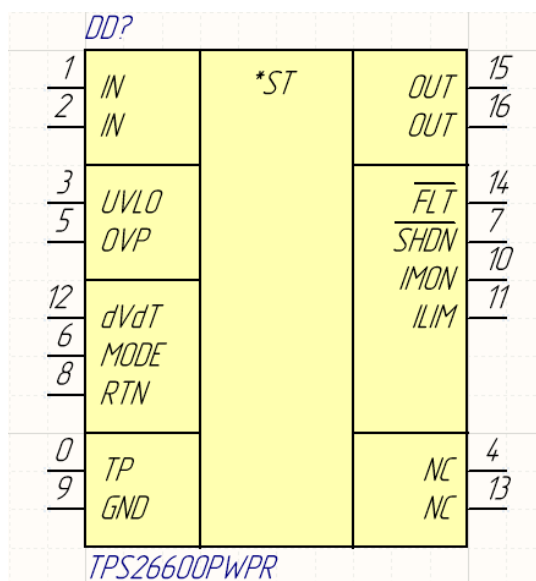 DD?
1 IN *ST OUT 15
2 IN OUT 16
3 UVLO FLT 14
5 OVP SHDN 7
IMON 10
12 dVdT ILIM 11
6 MODE
8 RTN
0 TP NC 4
9 GND NC 13
TPS26600PWPR